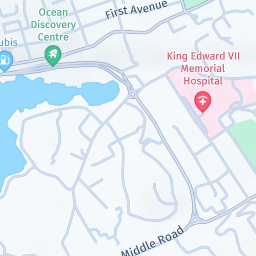 First Avenue
Ocean
Discovery
Centre
ubis
King Edward VII
Memorial
Hospital
Middle Road